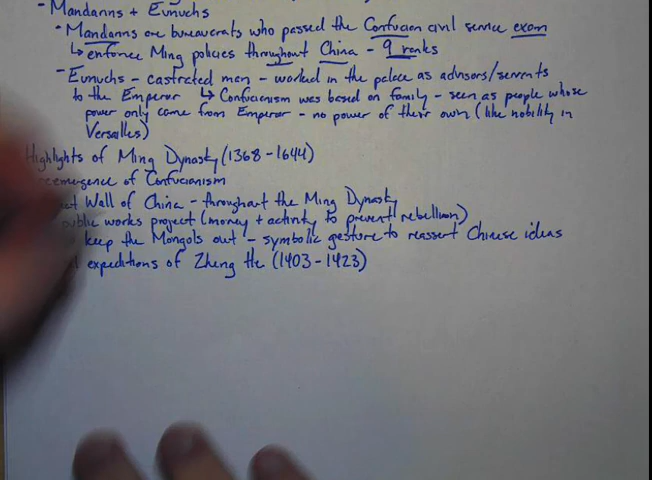 - Mandarins + Eunuchs
- Mandarins are bureaucrats who passed the Confucian civil service exam
↳ enforce Ming policies throughout China - 9 ranks
- Eunuchs - castrated men - worked in the palace as advisors/servents
to the Emperor ↳ Confucianism was based on family - seen as people whose
power only came from Emperor - no power of their own (like nobility in
Versailles)
Highlights of Ming Dynasty (1368-1644)
reemergence of Confucianism
Wall of China - throughout the Ming Dynasty
public works project (money + activity to prevent rebellion)
keep the Mongols out - symbolic gesture to reassert Chinese ideas
expeditions of Zheng He (1403-1423)